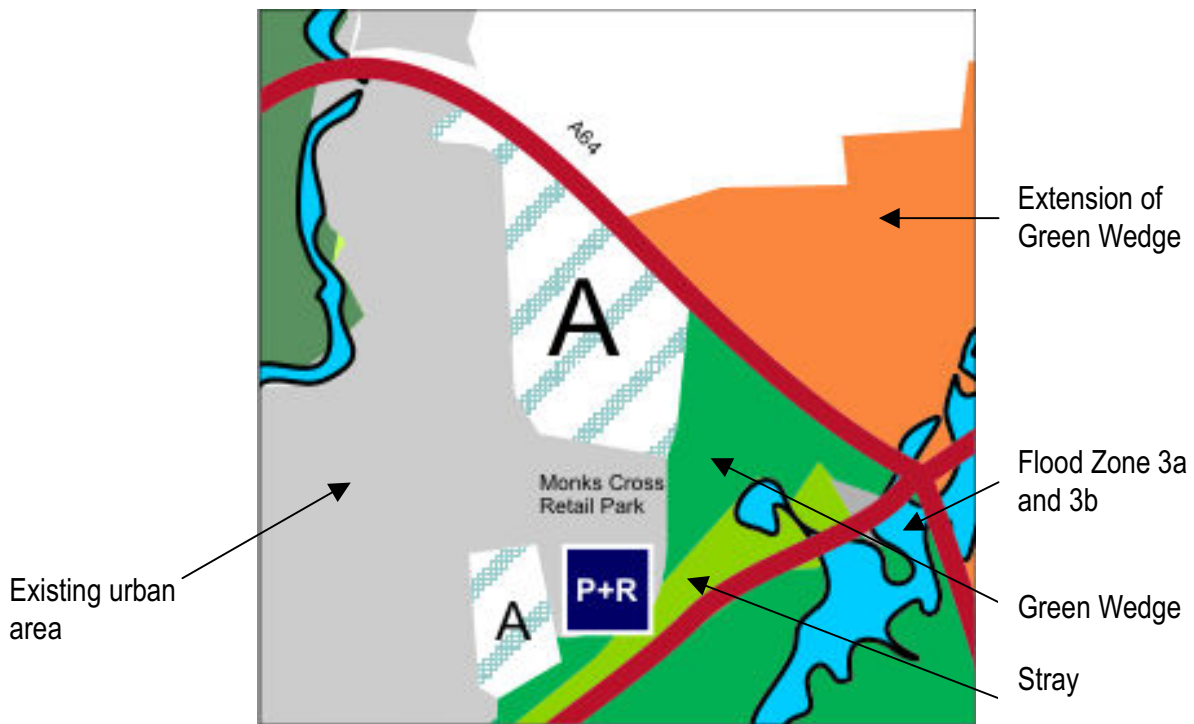 A64
Extension of
Green Wedge
A
Flood Zone 3a
and 3b
Monks Cross
Retail Park
Existing urban
area
P+R
A
Green Wedge
Stray